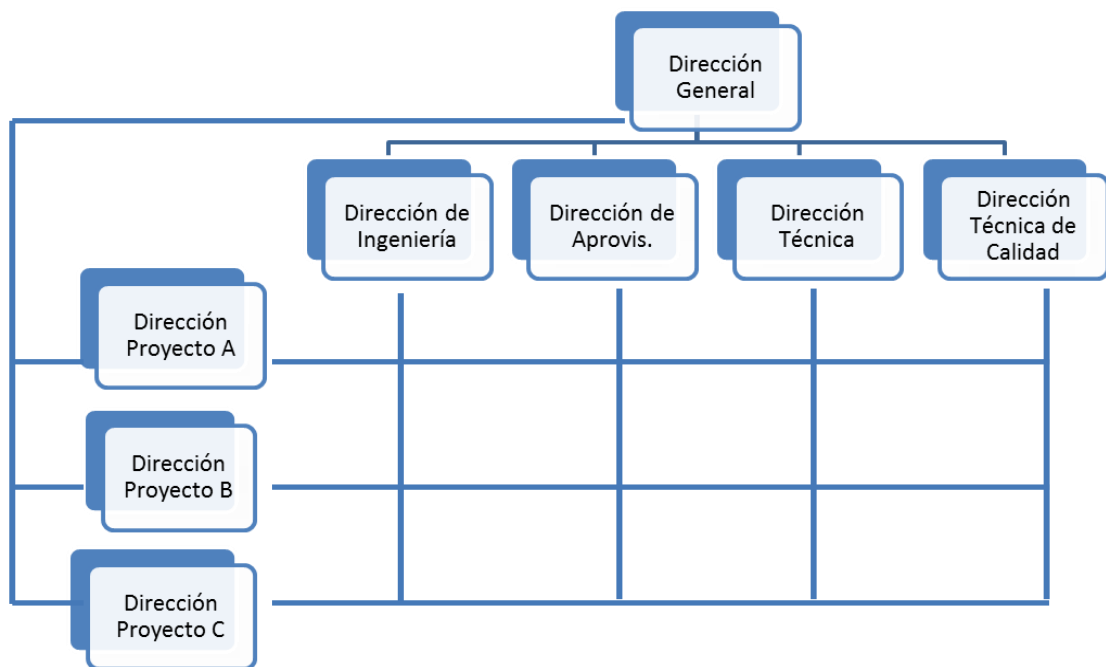 Dirección
General
Dirección de
Ingeniería
Dirección de
Aprovis.
Dirección
Técnica
Dirección
Técnica de
Calidad
Dirección
Proyecto A
Dirección
Proyecto B
Dirección
Proyecto C